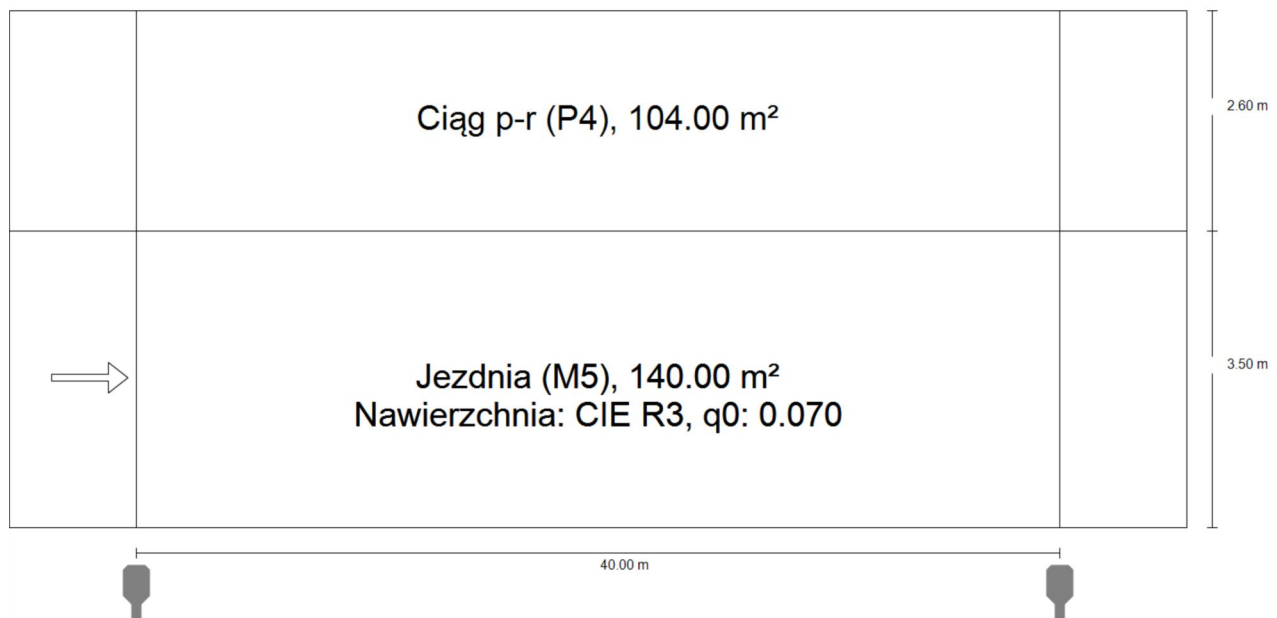 Ciąg p-r (P4), 104.00 m²
2.60 m
Jezdnia (M5), 140.00 m²
Nawierzchnia: CIE R3, q0: 0.070
3.50 m
40.00 m